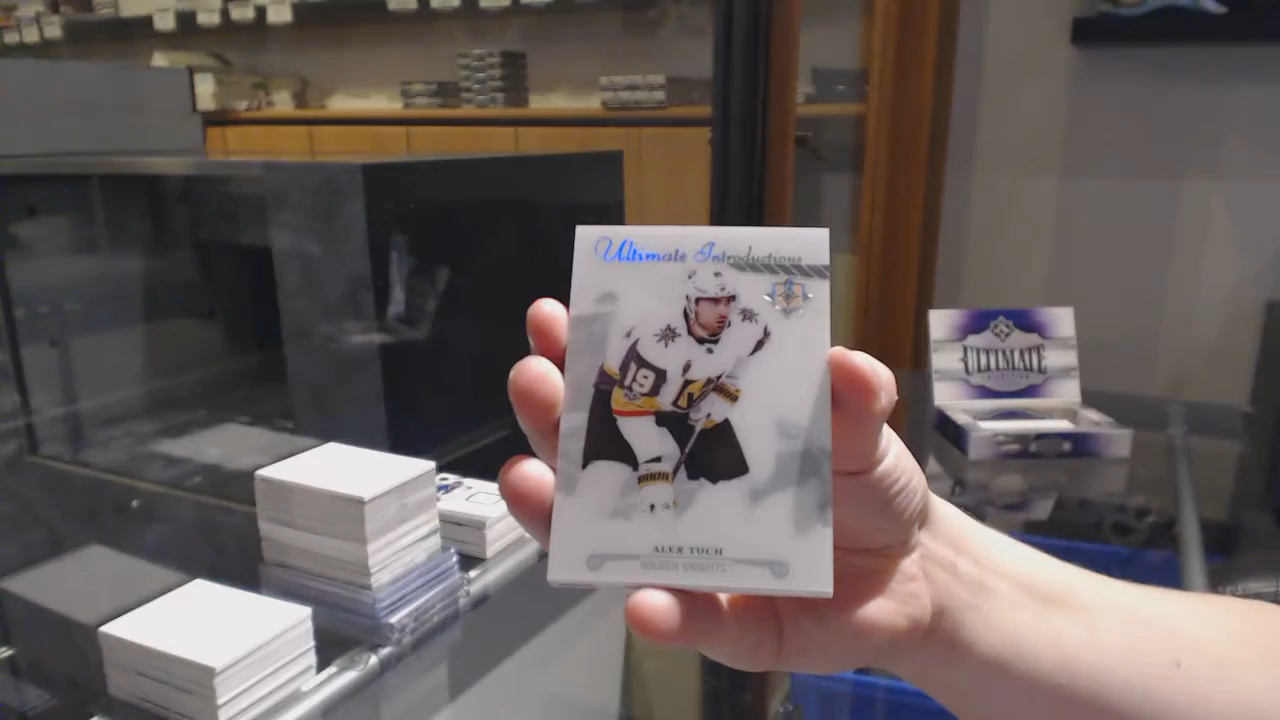 Ultimate Introductions
19
ALEX TUCH
GOLDEN KNIGHTS
ULTIMATE